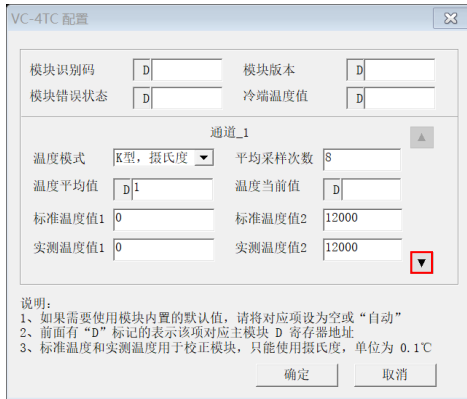 VC-4TC 配置
模块识别码 D 模块版本 D
模块错误状态 D 冷端温度值 D
通道_1
温度模式 K型，摄氏度 平均采样次数 8
温度平均值 D 1 温度当前值 D
标准温度值1 0 标准温度值2 12000
实测温度值1 0 实测温度值2 12000
说明：
1、如果需要使用模块内置的默认值，请将对应项设为空或“自动”
2、前面有“D”标记的表示该项对应主模块 D 寄存器地址
3、标准温度和实测温度用于校正模块，只能使用摄氏度，单位为 0.1℃
确定 取消